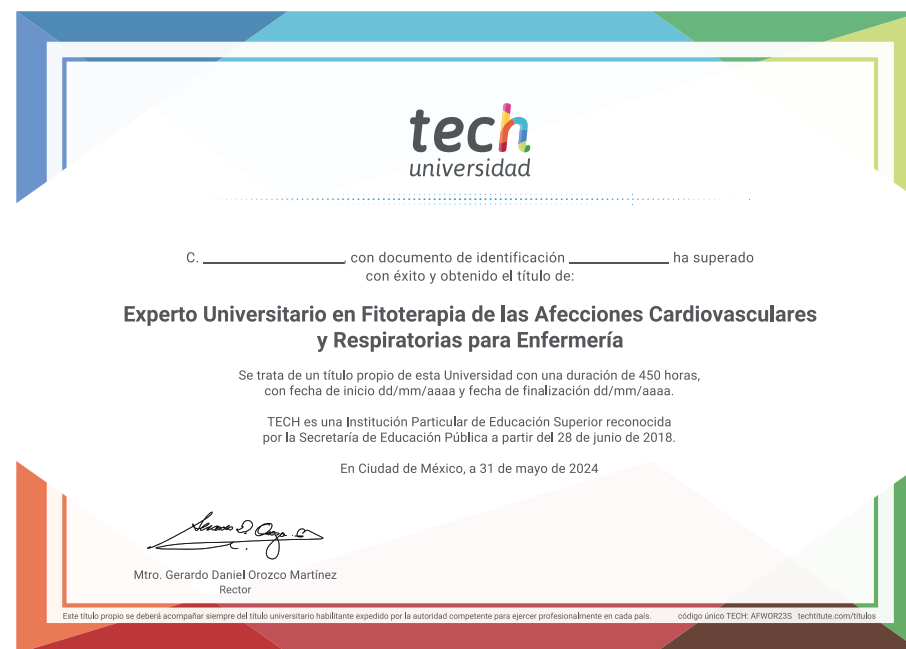 tech
universidad
C. ____________, con documento de identificación ____________ ha superado
con éxito y obtenido el título de:
Experto Universitario en Fitoterapia de las Afecciones Cardiovasculares
y Respiratorias para Enfermería
Se trata de un título propio de esta Universidad con una duración de 450 horas,
con fecha de inicio dd/mm/aaaa y fecha de finalización dd/mm/aaaa.
TECH es una Institución Particular de Educación Superior reconocida
por la Secretaría de Educación Pública a partir del 28 de junio de 2018.
En Ciudad de México, a 31 de mayo de 2024
Mtro. Gerardo Daniel Orozco Martínez
Rector
Este título propio se deberá acompañar siempre del título universitario habilitante expedido por la autoridad competente para ejercer profesionalmente en cada país. código único TECH: AFWOR23S techtitute.com/titulos